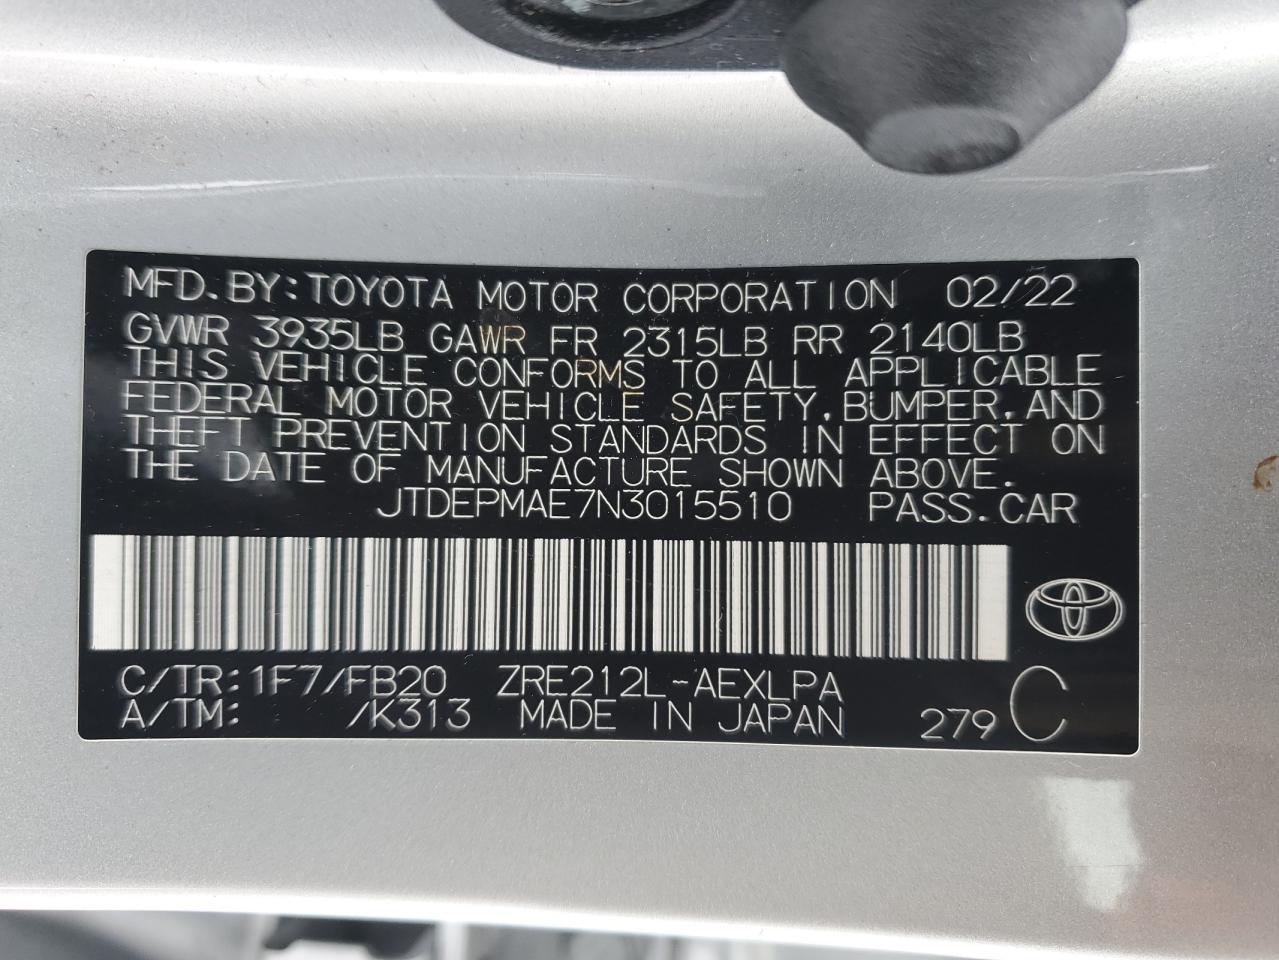 MFD.BY:TOYOTA MOTOR CORPORATION 02/22
GVWR 3935LB GAWR FR 2315LB RR 2140LB
THIS VEHICLE CONFORMS TO ALL APPLICABLE
FEDERAL MOTOR VEHICLE SAFETY,BUMPER,AND
THEFT PREVENTION STANDARDS IN EFFECT ON
THE DATE OF MANUFACTURE SHOWN ABOVE.
JTDEPMAE7N3015510 PASS.CAR
C/TR:1F7/FB20 ZRE212L-AEXLPA
A/TM: /K313 MADE IN JAPAN 279 C